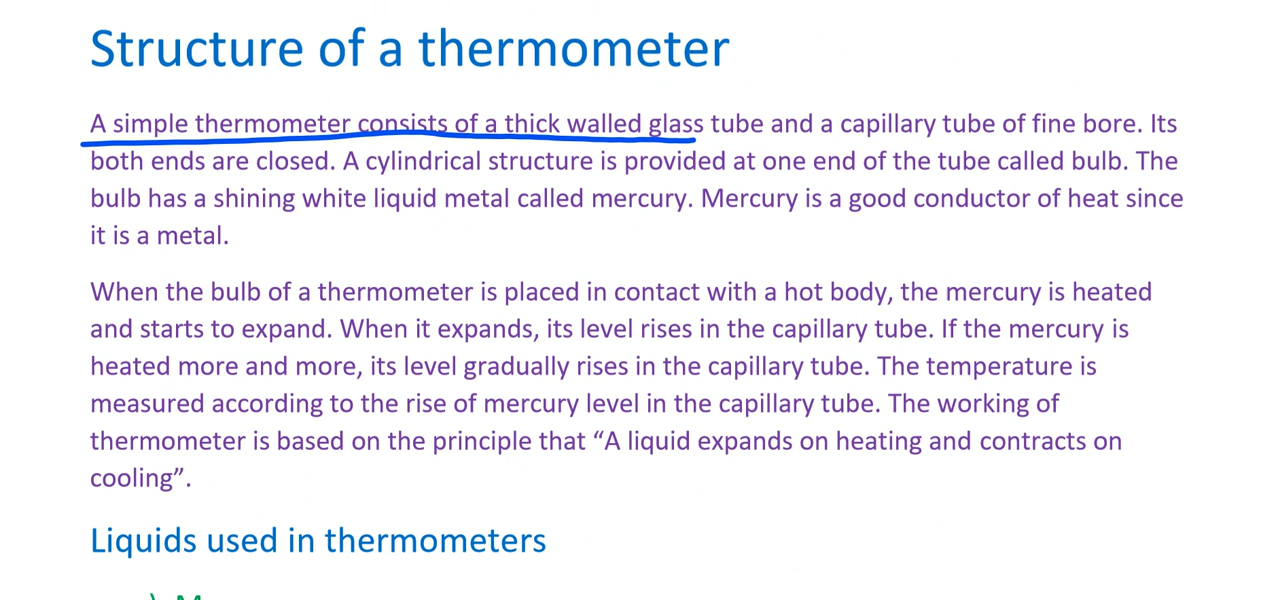 Structure of a thermometer
A simple thermometer consists of a thick walled glass tube and a capillary tube of fine bore. Its
both ends are closed. A cylindrical structure is provided at one end of the tube called bulb. The
bulb has a shining white liquid metal called mercury. Mercury is a good conductor of heat since
it is a metal.
When the bulb of a thermometer is placed in contact with a hot body, the mercury is heated
and starts to expand. When it expands, its level rises in the capillary tube. If the mercury is
heated more and more, its level gradually rises in the capillary tube. The temperature is
measured according to the rise of mercury level in the capillary tube. The working of
thermometer is based on the principle that “A liquid expands on heating and contracts on
cooling”.
Liquids used in thermometers